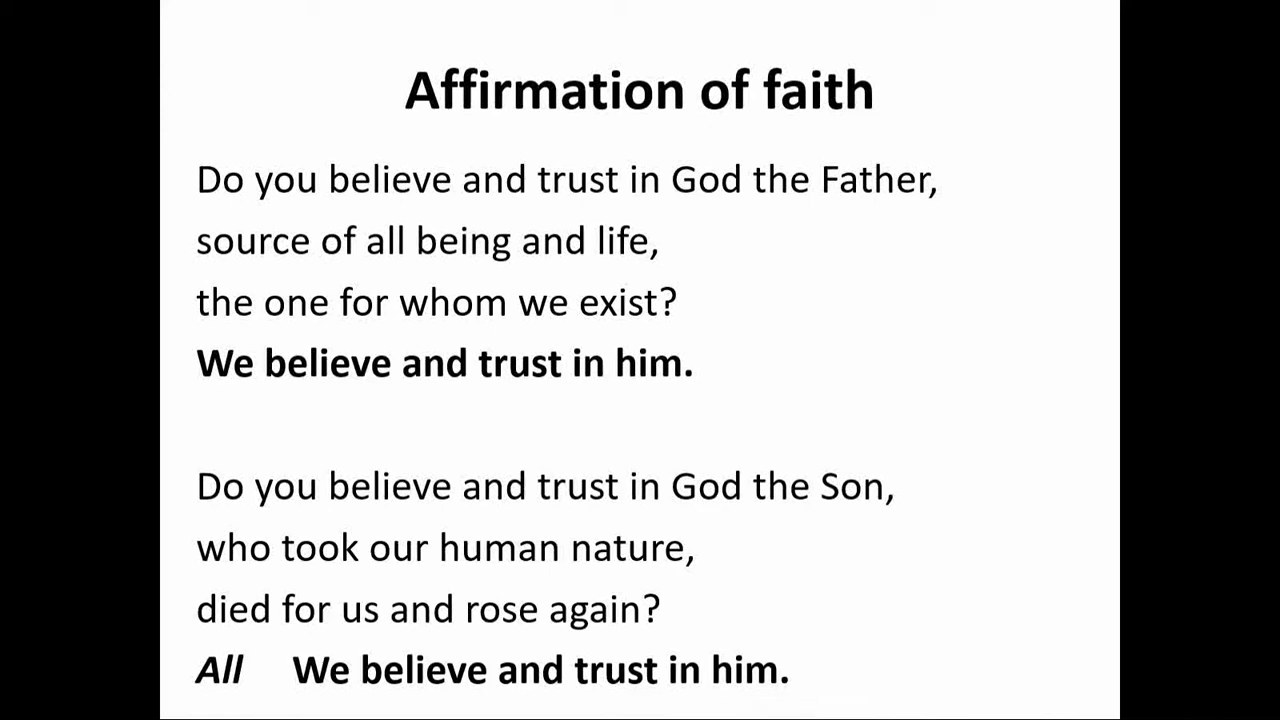 Affirmation of faith
Do you believe and trust in God the Father,
source of all being and life,
the one for whom we exist?
We believe and trust in him.
Do you believe and trust in God the Son,
who took our human nature,
died for us and rose again?
All We believe and trust in him.